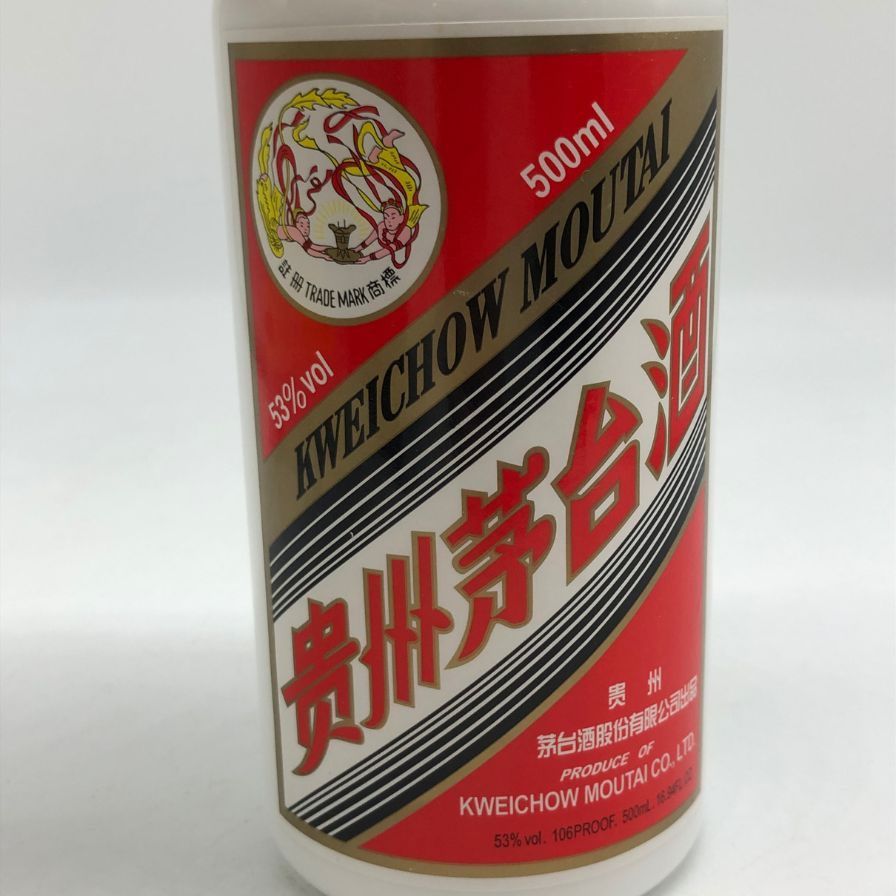 註册 TRADE MARK 商標
500ml
53%vol
KWEICHOW MOUTAI
贵州茅台酒
贵州
茅台酒股份有限公司出品
PRODUCE OF
KWEICHOW MOUTAI CO., LTD.
53% vol. 106PROOF. 500mL. 16.94FL.OZ